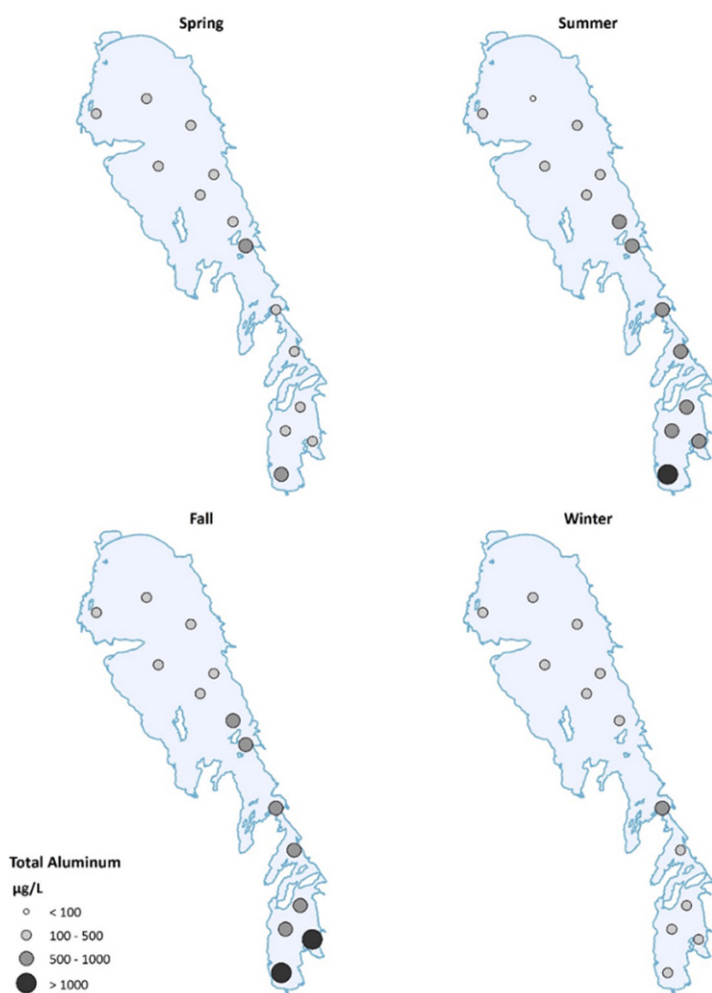 Spring
Summer
Fall
Winter
Total Aluminum
µg/L
< 100
100 - 500
500 - 1000
> 1000